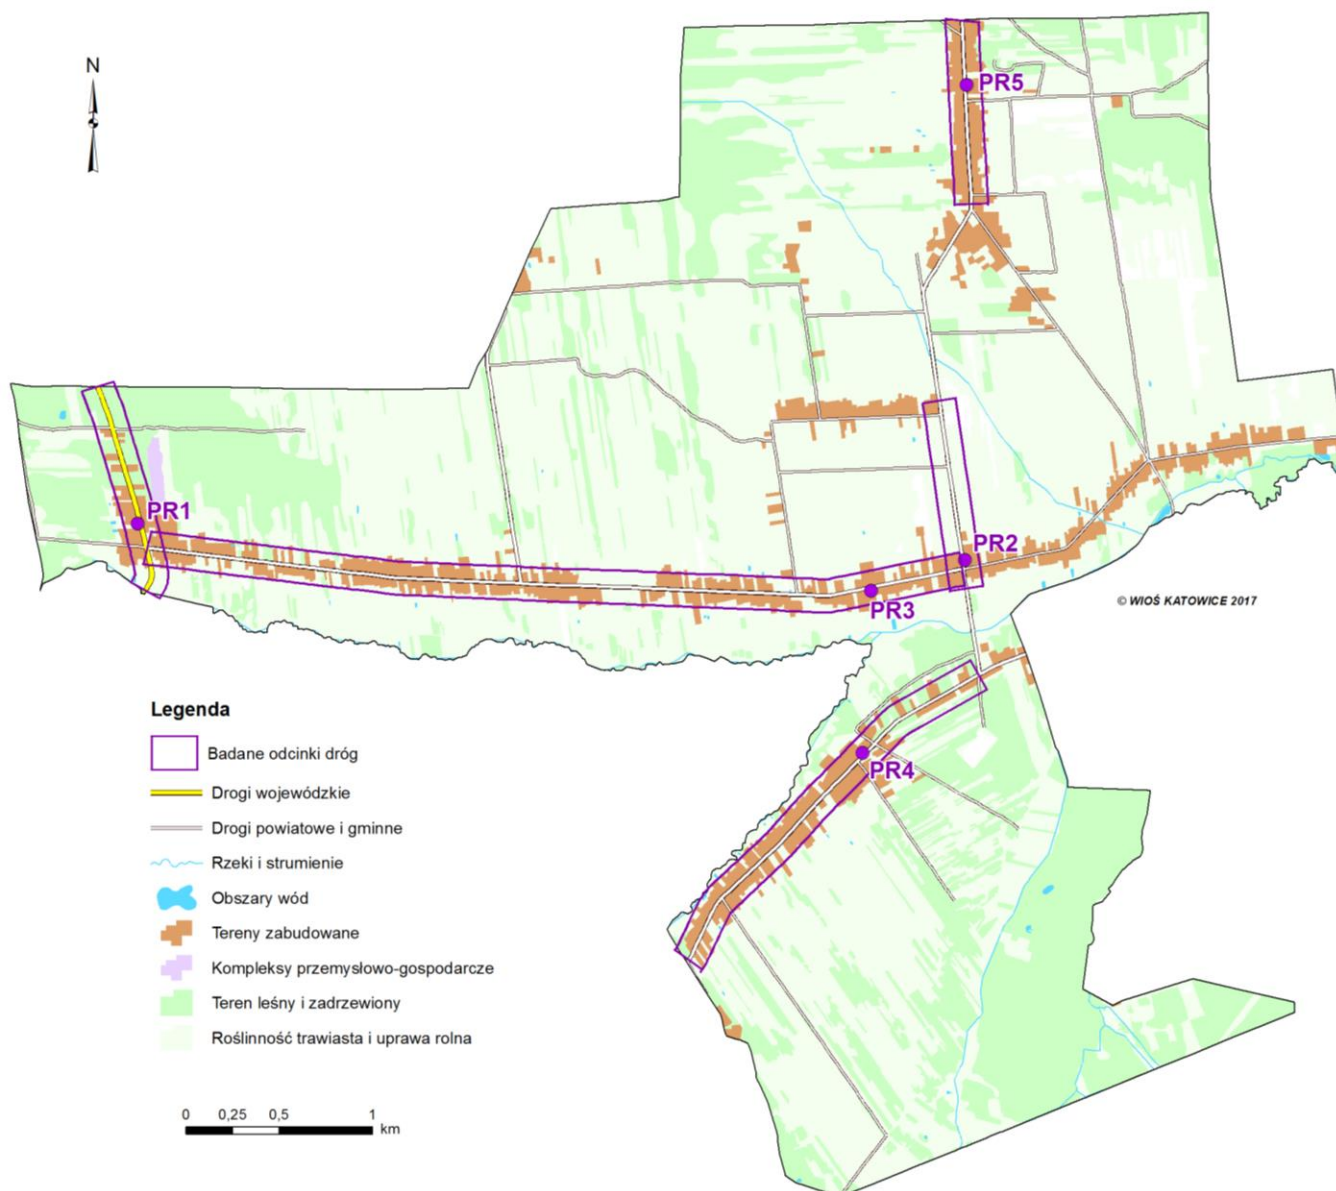 N
PR5
PR1
PR2
PR3
© WIOŚ KATOWICE 2017
PR4
Legenda
Badane odcinki dróg
Drogi wojewódzkie
Drogi powiatowe i gminne
Rzeki i strumienie
Obszary wód
Tereny zabudowane
Kompleksy przemysłowo-gospodarcze
Teren leśny i zadrzewiony
Roślinność trawiasta i uprawa rolna
0 0,25 0,5 1
km